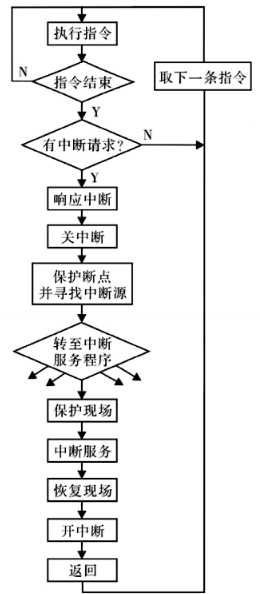 执行指令
N
指令结束
取下一条指令
Y
有中断请求?
N
Y
响应中断
关中断
保护断点
并寻找中断源
转至中断
服务程序
保护现场
中断服务
恢复现场
开中断
返回